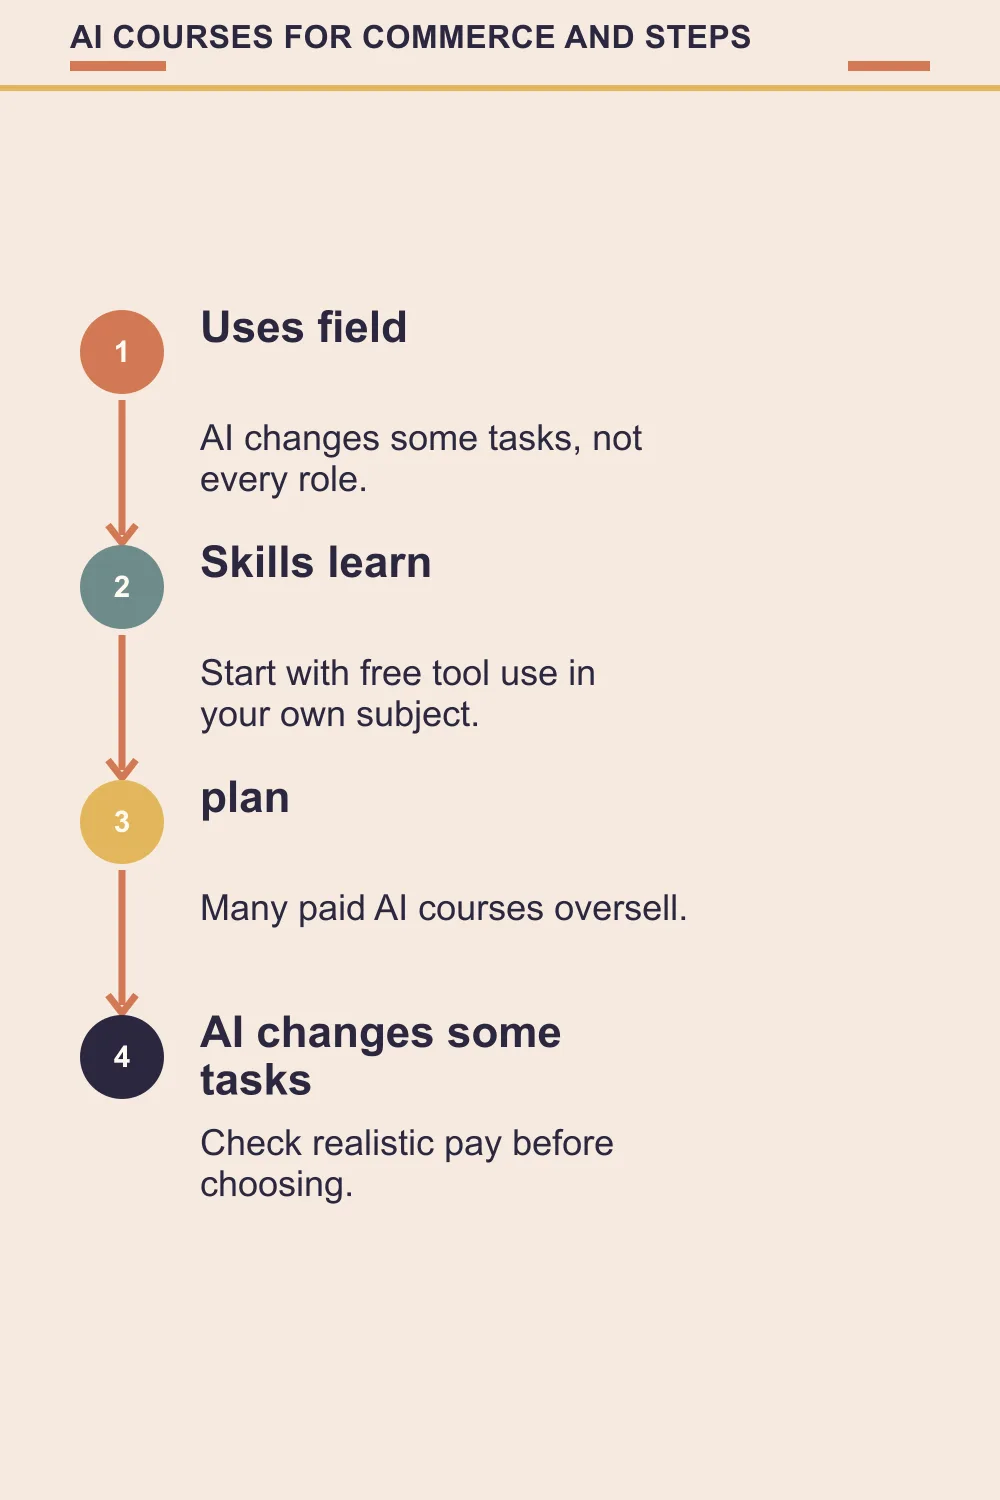 AI COURSES FOR COMMERCE AND STEPS
1
Uses field
AI changes some tasks, not
every role.
2
Skills learn
Start with free tool use in
your own subject.
3
plan
Many paid AI courses oversell.
4
AI changes some
tasks
Check realistic pay before
choosing.